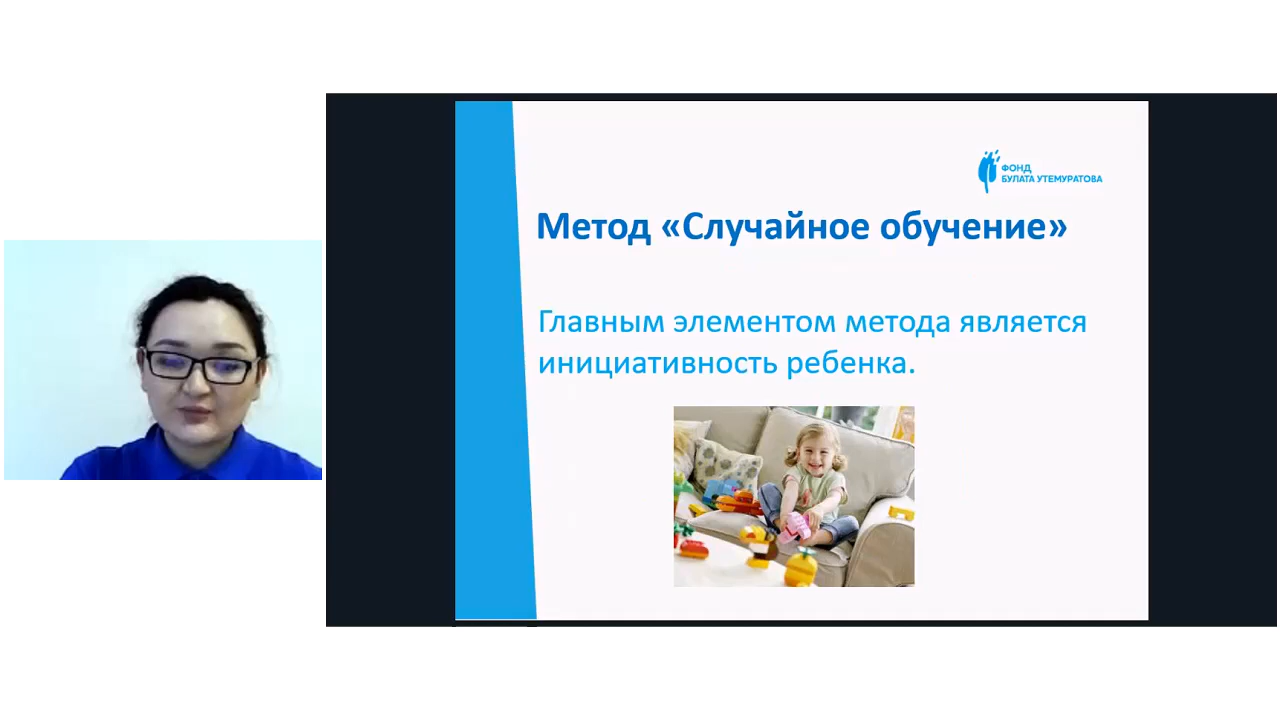 ФОНД
БУЛАТА УТЕМУРАТОВА
Метод «Случайное обучение»
Главным элементом метода является
инициативность ребенка.